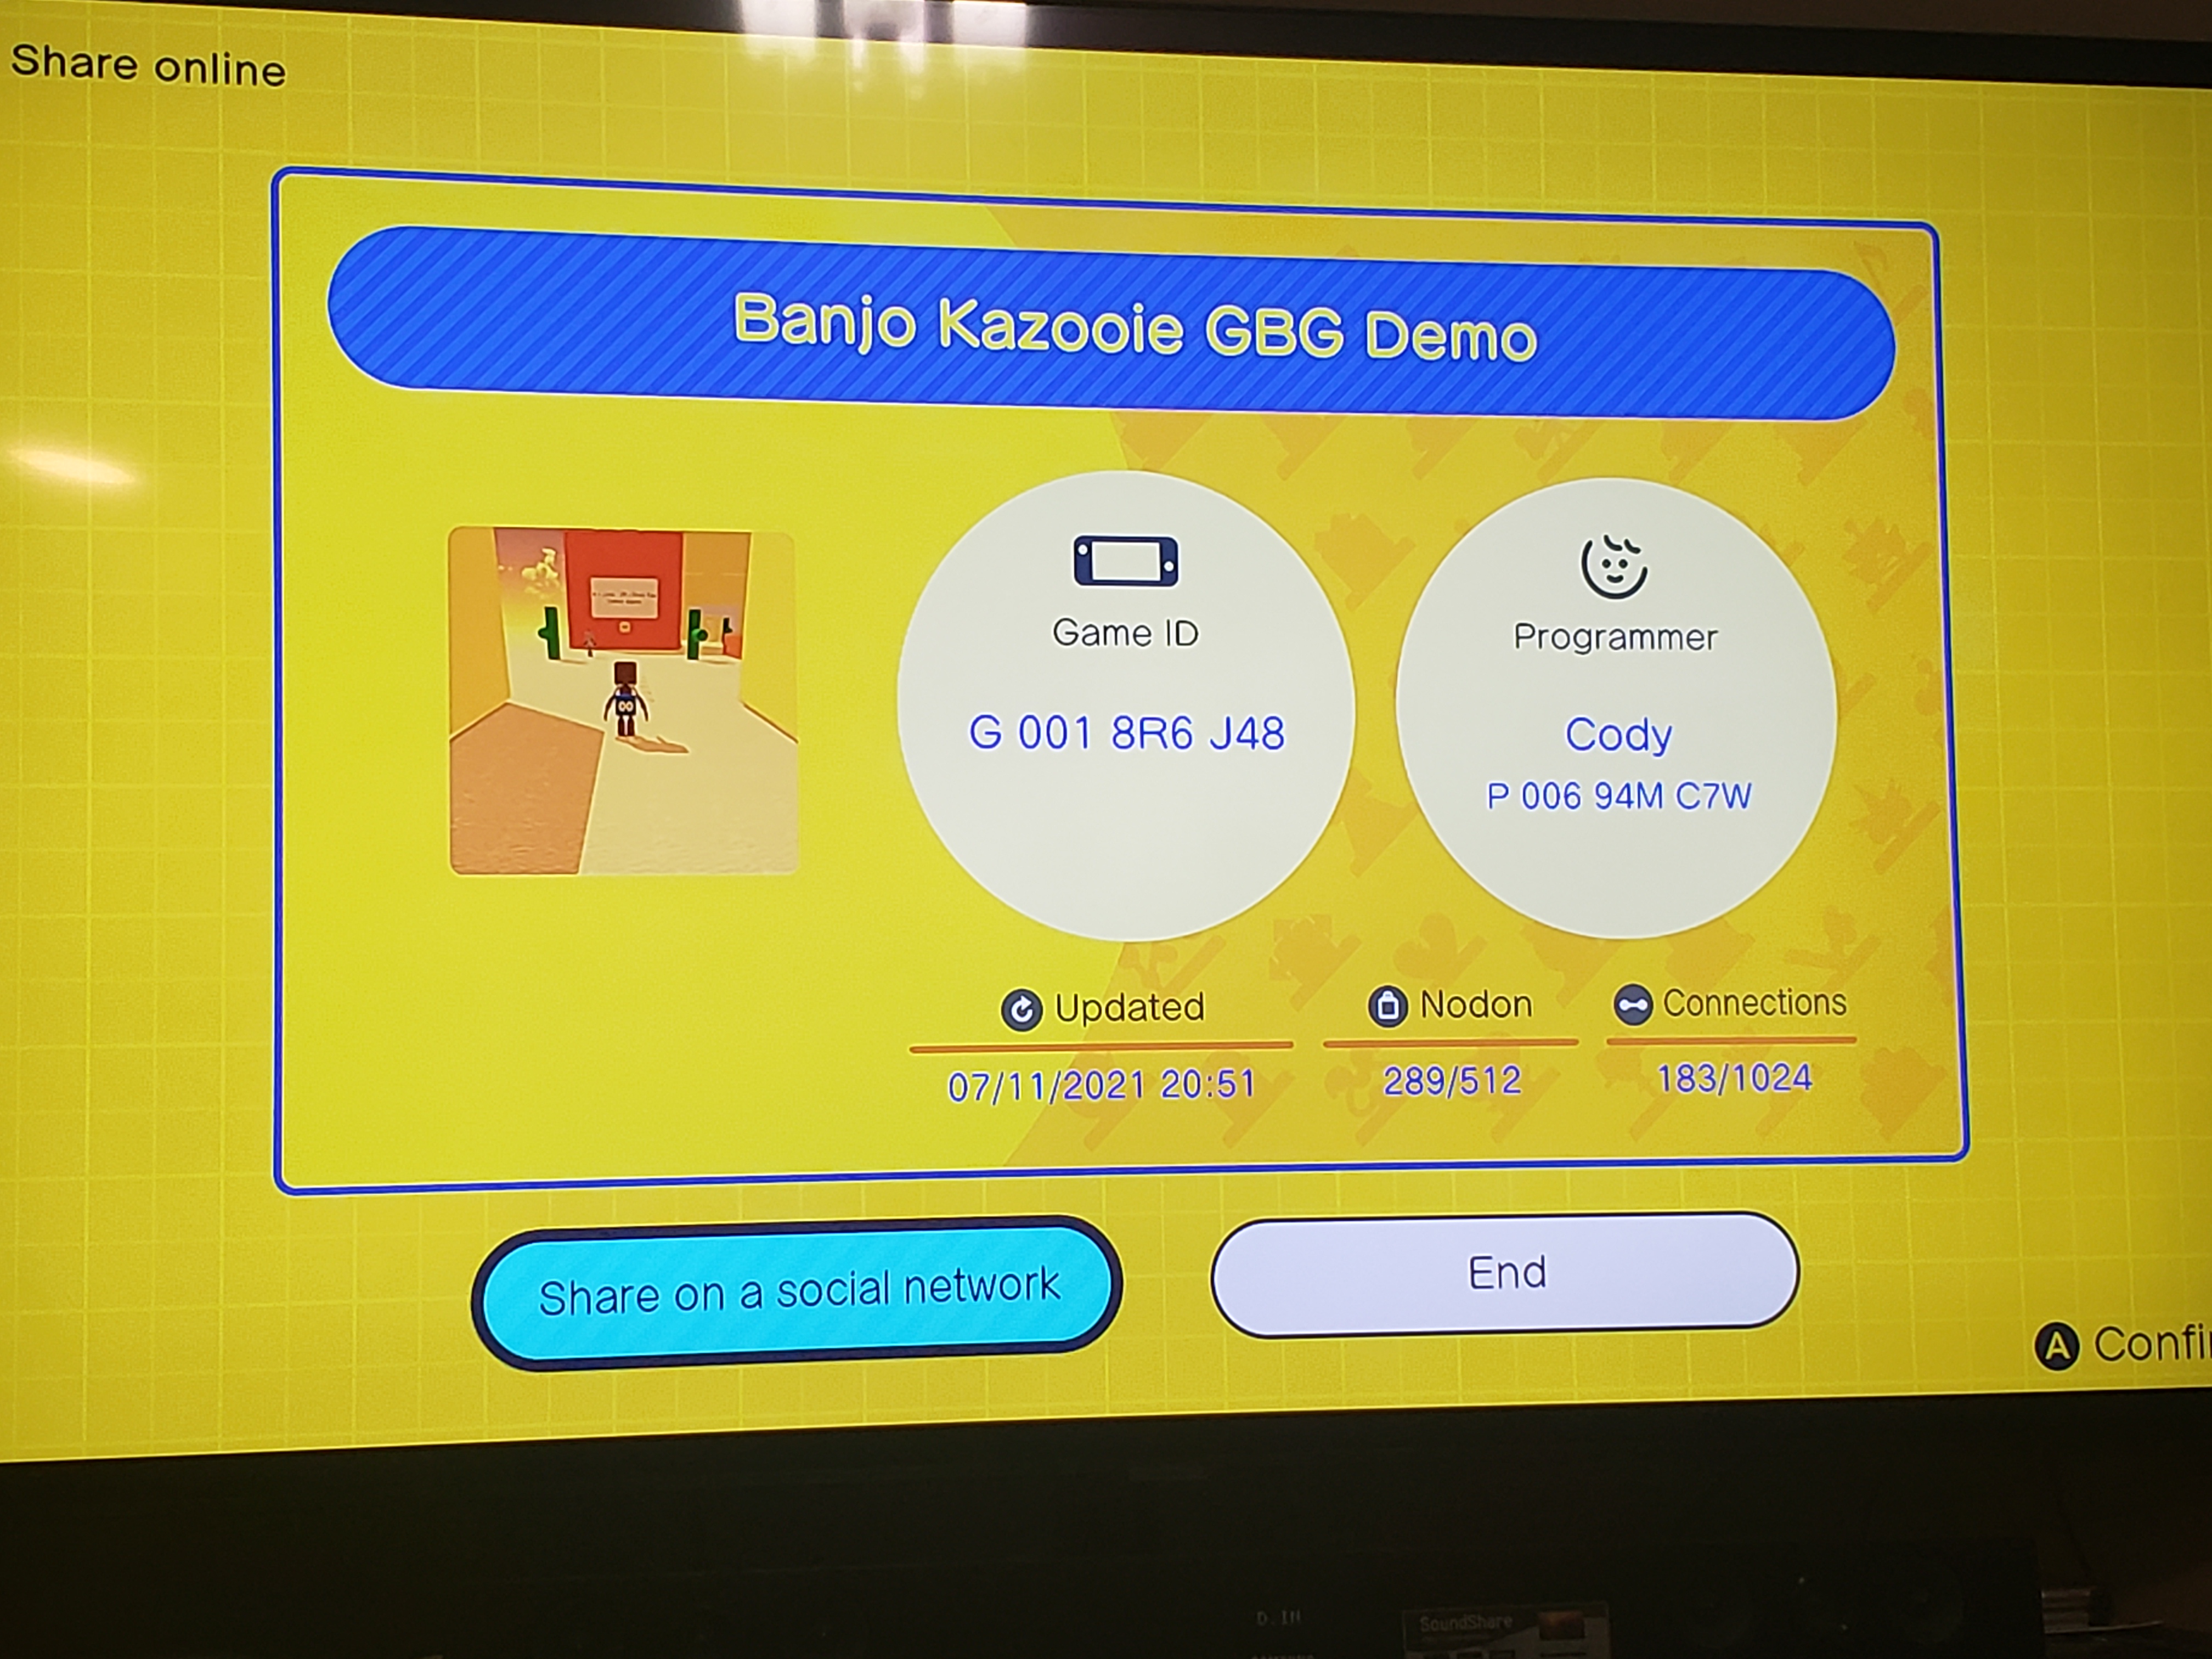 Share online
Banjo Kazooie GBG Demo
Game ID
G 001 8R6 J48
Programmer
Cody
P 006 94M C7W
Updated
Nodon
Connections
07/11/2021 20:51
289/512
183/1024
Share on a social network
End
A Confi
D.IN
SoundShare